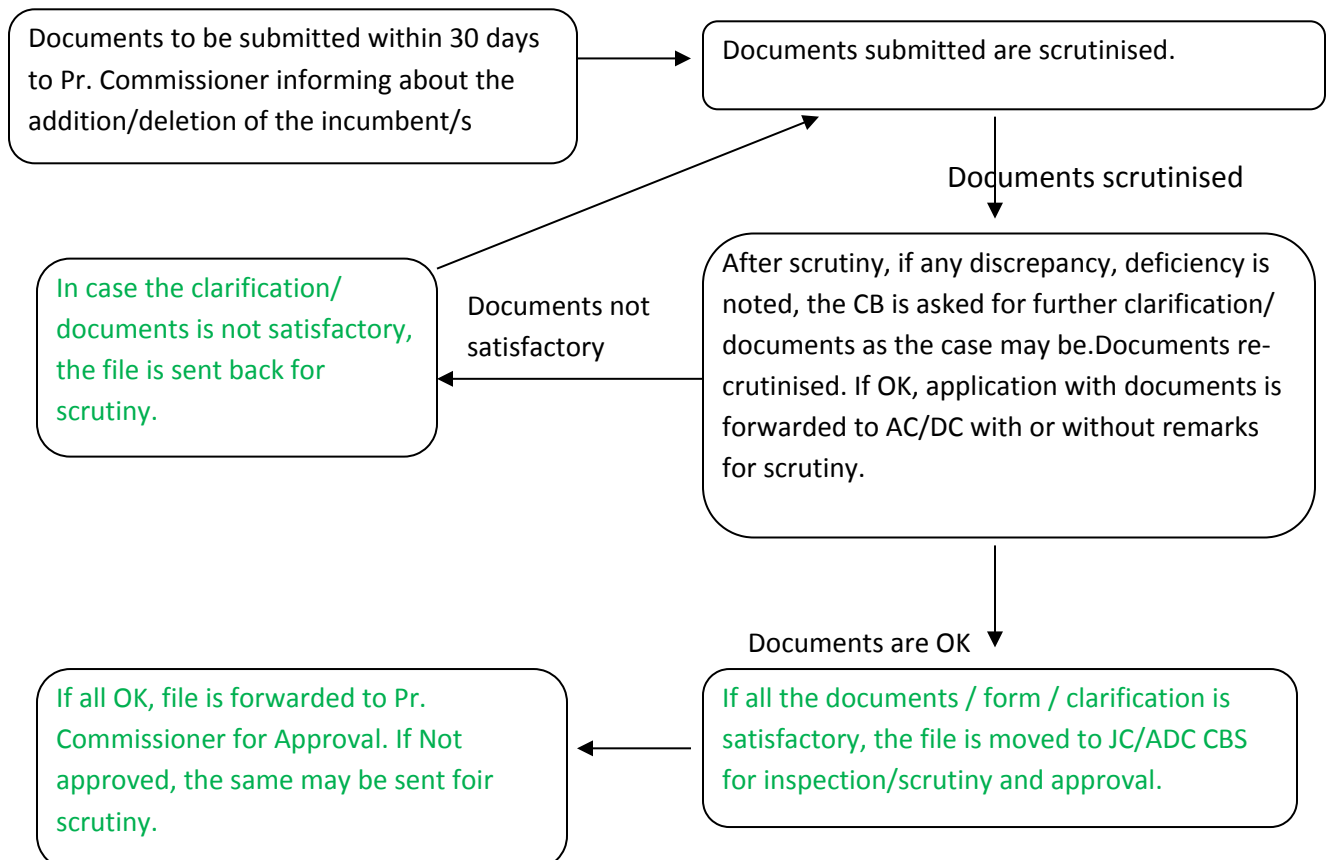 Documents to be submitted within 30 days
to Pr. Commissioner informing about the
addition/deletion of the incumbent/s
Documents submitted are scrutinised.
Documents scrutinised
After scrutiny, if any discrepancy, deficiency is
noted, the CB is asked for further clarification/
documents as the case may be.Documents re-
crutinised. If OK, application with documents is
forwarded to AC/DC with or without remarks
for scrutiny.
Documents not
satisfactory
In case the clarification/
documents is not satisfactory,
the file is sent back for
scrutiny.
Documents are OK
If all the documents / form / clarification is
satisfactory, the file is moved to JC/ADC CBS
for inspection/scrutiny and approval.
If all OK, file is forwarded to Pr.
Commissioner for Approval. If Not
approved, the same may be sent foir
scrutiny.